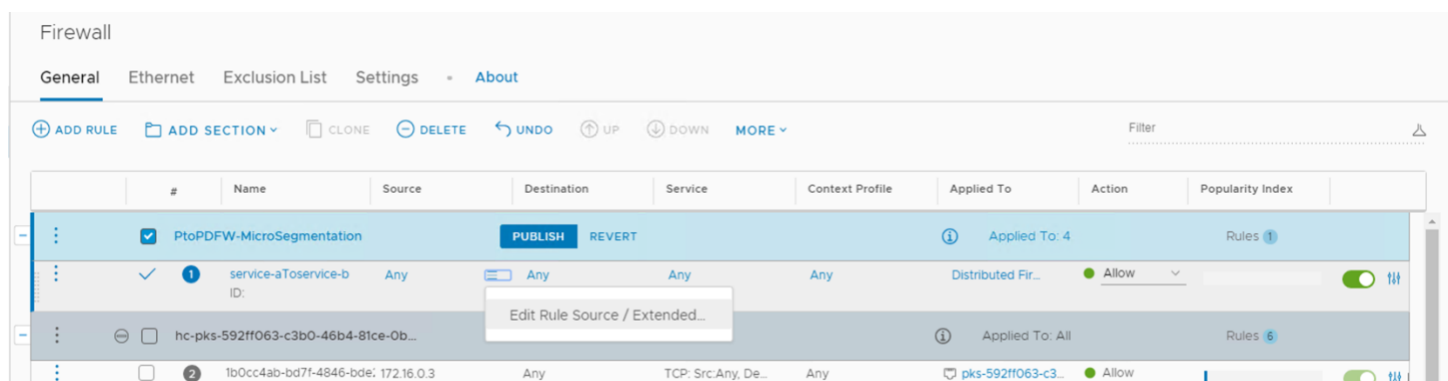 Firewall
General Ethernet Exclusion List Settings About
ADD RULE ADD SECTION CLONE DELETE UNDO UP DOWN MORE Filter
# Name Source Destination Service Context Profile Applied To Action Popularity Index
PtoPDFW-MicroSegmentation PUBLISH REVERT Applied To: 4 Rules 1
1 service-aToservice-b Any Any Any Any Distributed Fir... Allow
ID:
Edit Rule Source / Extended...
hc-pks-592ff063-c3b0-46b4-81ce-0b... Applied To: All Rules 6
2 1b0cc4ab-bd7f-4846-bde 172.16.0.3 Any TCP: Src:Any, De... Any pks-592ff063-c3... Allow